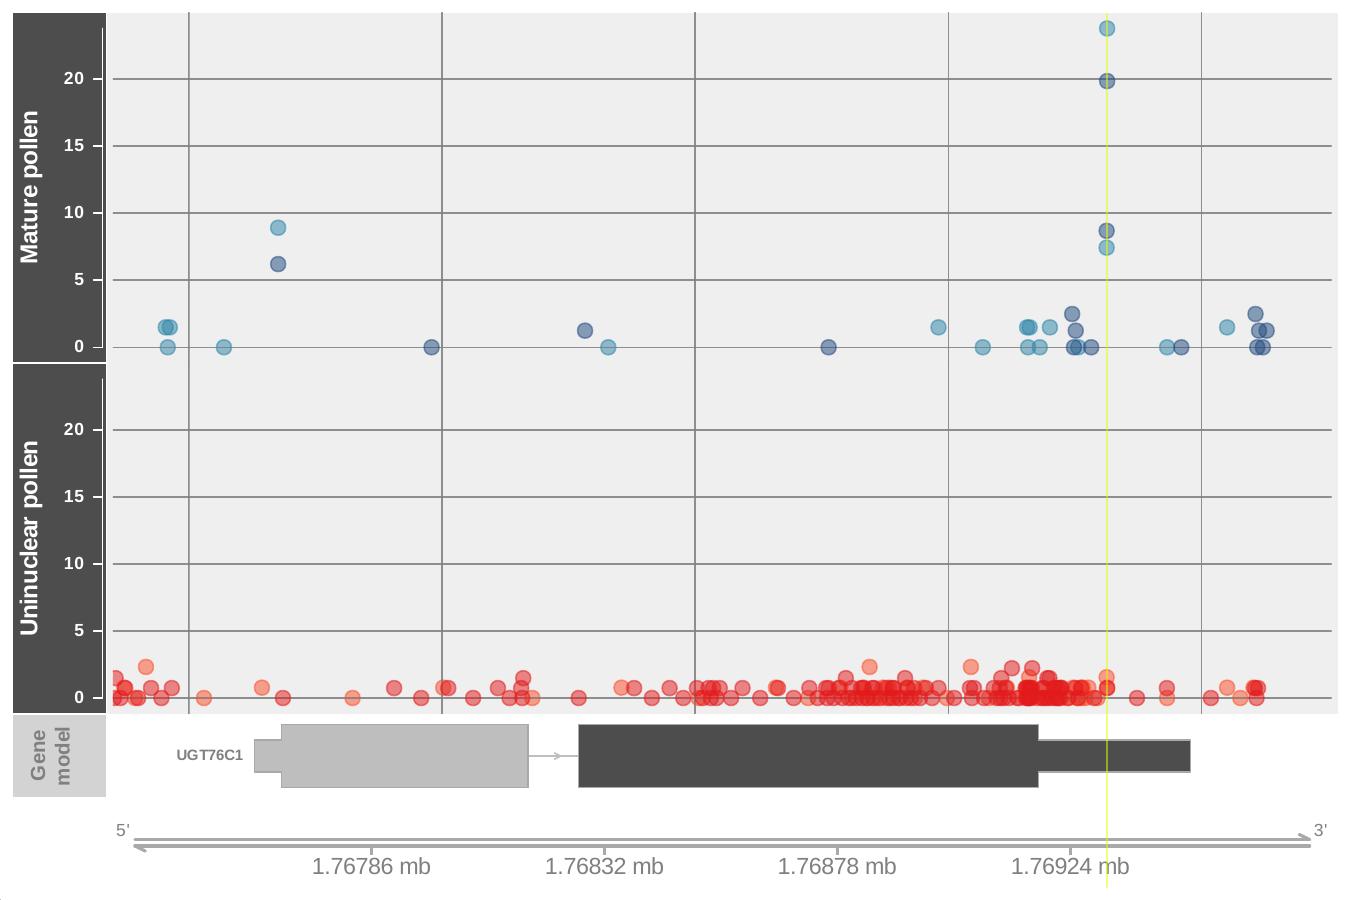 Mature pollen
20
15
10
5
0
Uninuclear pollen
20
15
10
5
0
Gene
model
UGT76C1
5'
3'
1.76786 mb
1.76832 mb
1.76878 mb
1.76924 mb